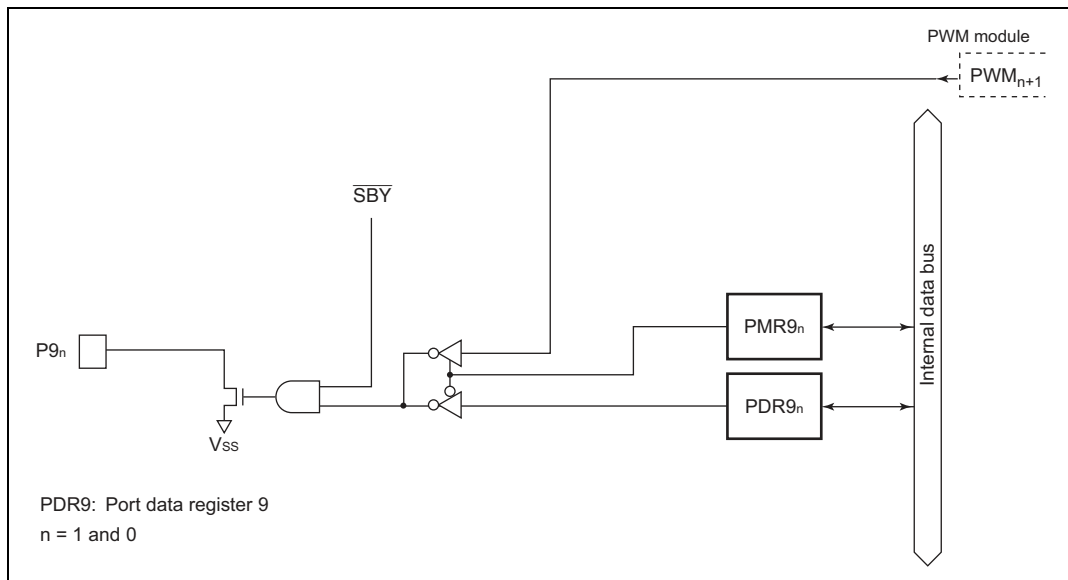 PWM module
PWMn+1
SBY
Internal data bus
PMR9n
P9n
PDR9n
VSS
PDR9: Port data register 9
n = 1 and 0